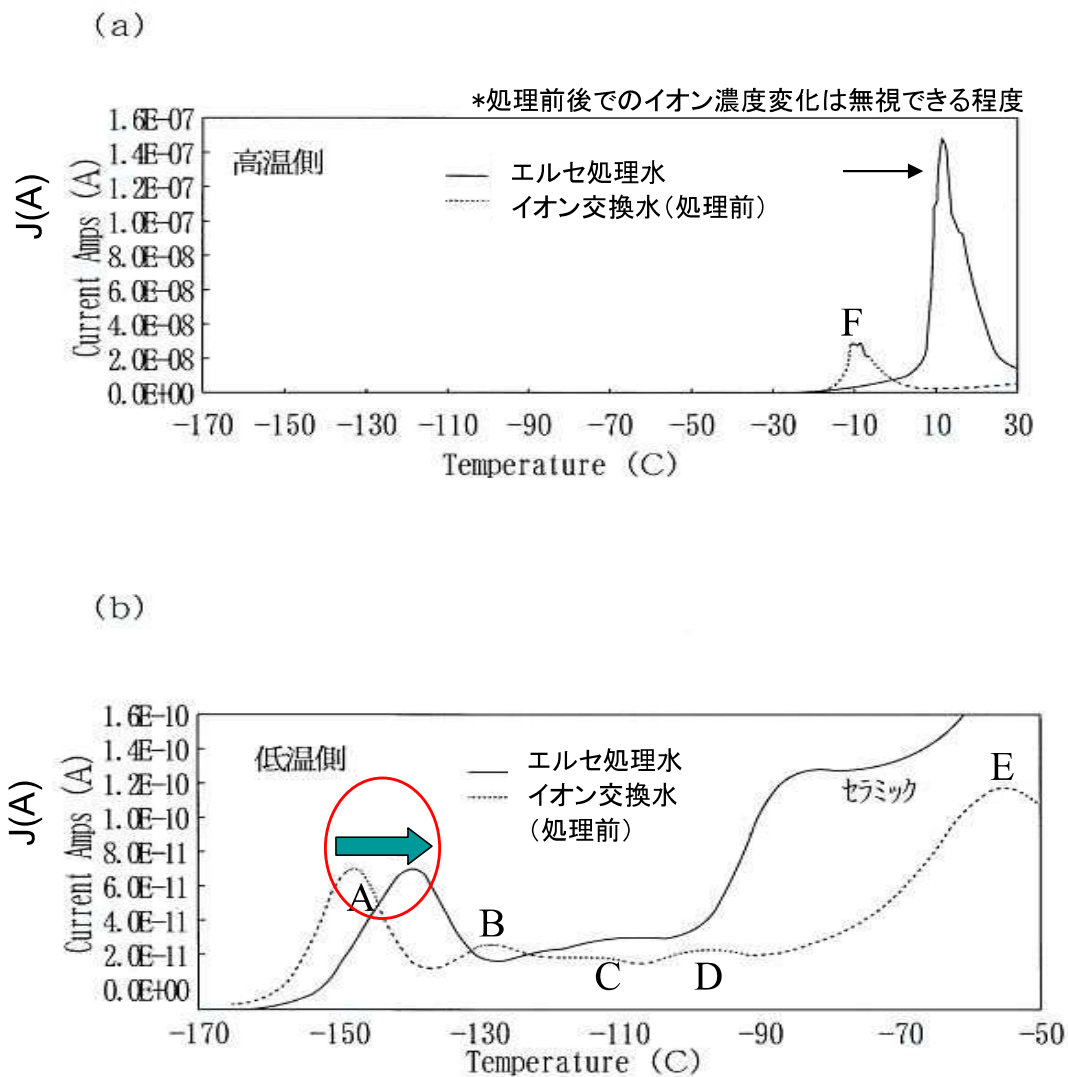 (a)
*処理前後でのイオン濃度変化は無視できる程度
J(A)
Current Amps (A)
1.6E-07
1.4E-07
1.2E-07
1.0E-07
8.0E-08
6.0E-08
4.0E-08
2.0E-08
0.0E+00
高温側
エルセ処理水
イオン交換水(処理前)
F
-170 -150 -130 -110 -90 -70 -50 -30 -10 10 30
Temperature (C)
(b)
J(A)
Current Amps (A)
1.6E-10
1.4E-10
1.2E-10
1.0E-10
8.0E-11
6.0E-11
4.0E-11
2.0E-11
0.0E+00
低温側
エルセ処理水
イオン交換水
(処理前)
セラミック
A
B
C
D
E
-170 -150 -130 -110 -90 -70 -50
Temperature (C)